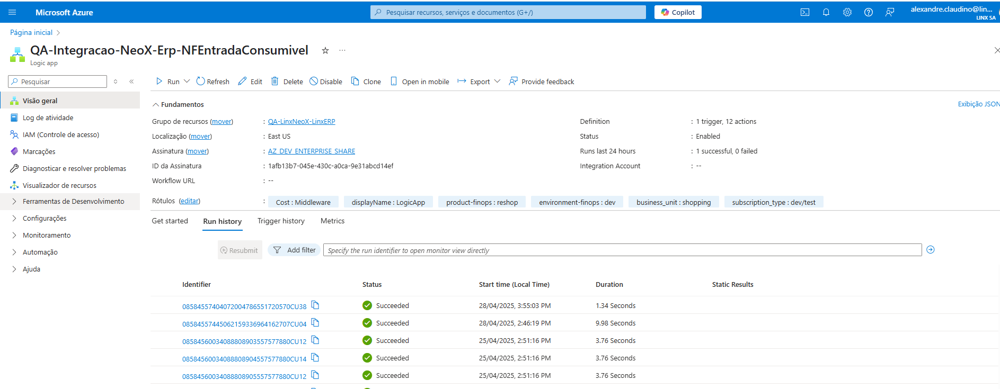 Microsoft Azure
Pesquisar recursos, serviços e documentos (G+/)
Copilot
alexandre.claudino@lin...
LINX SA
Página inicial
QA-Integracao-NeoX-Erp-NFEntradaConsumivel
Logic app
Pesquisar
Run Refresh Edit Delete Disable Clone Open in mobile Export Provide feedback
Visão geral
Log de atividade
IAM (Controle de acesso)
Marcações
Diagnosticar e resolver problemas
Visualizador de recursos
Ferramentas de Desenvolvimento
Configurações
Monitoramento
Automação
Ajuda
Fundamentos
Exibição JSON
Grupo de recursos (mover) : QA-LinxNeoX-LinxERP
Localização (mover) : East US
Assinatura (mover) : AZ_DEV_ENTERPRISE_SHARE
ID da Assinatura : 1afb13b7-045e-430c-a0ca-9e31abcd14ef
Workflow URL : --
Definition : 1 trigger, 12 actions
Status : Enabled
Runs last 24 hours : 1 successful, 0 failed
Integration Account : --
Rótulos (editar) : Cost : Middleware displayName : LogicApp product-finops : reshop environment-finops : dev business_unit : shopping subscription_type : dev/test
Get started Run history Trigger history Metrics
Resubmit Add filter Specify the run identifier to open monitor view directly
Identifier Status Start time (Local Time) Duration Static Results
08584557404072004786551720570CU38 Succeeded 28/04/2025, 3:55:03 PM 1.34 Seconds
08584557445062159336964162707CU04 Succeeded 28/04/2025, 2:46:19 PM 9.98 Seconds
08584560034088808903557577880CU12 Succeeded 25/04/2025, 2:51:16 PM 3.76 Seconds
08584560034088808904557577880CU14 Succeeded 25/04/2025, 2:51:16 PM 3.76 Seconds
08584560034088808905557577880CU12 Succeeded 25/04/2025, 2:51:16 PM 3.76 Seconds